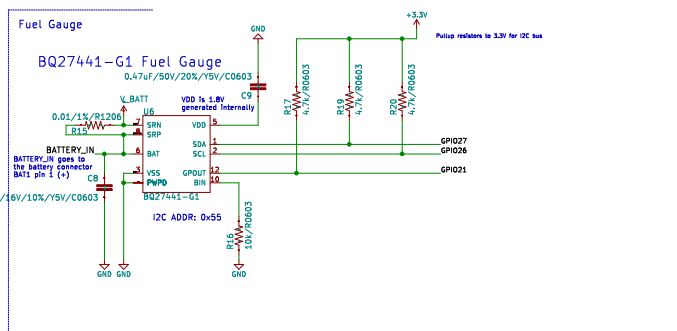 Fuel Gauge
+3.3V
Pullup resistors to 3.3V for I2C bus
GND
BQ27441-G1 Fuel Gauge
0.47uF/50V/20%/Y5V/C0603
C9
R17
4.7k/R0603
R19
4.7k/R0603
R20
4.7k/R0603
V_BATT
VDD is 1.8V
generated internally
0.01/1%/R1206
R15
U6
7 SRN
8 SRP
VDD 5
BATTERY_IN
6 BAT
SDA 1
SCL 2
GPIO27
GPIO26
BATTERY_IN goes to
the battery connector
BAT1 pin 1 (+)
3 VSS
PWPD
GPOUT 12
BIN 10
GPIO21
C8
/16V/10%/Y5V/C0603
BQ27441-G1
I2C ADDR: 0x55
R16
10k/R0603
GND
GND
GND